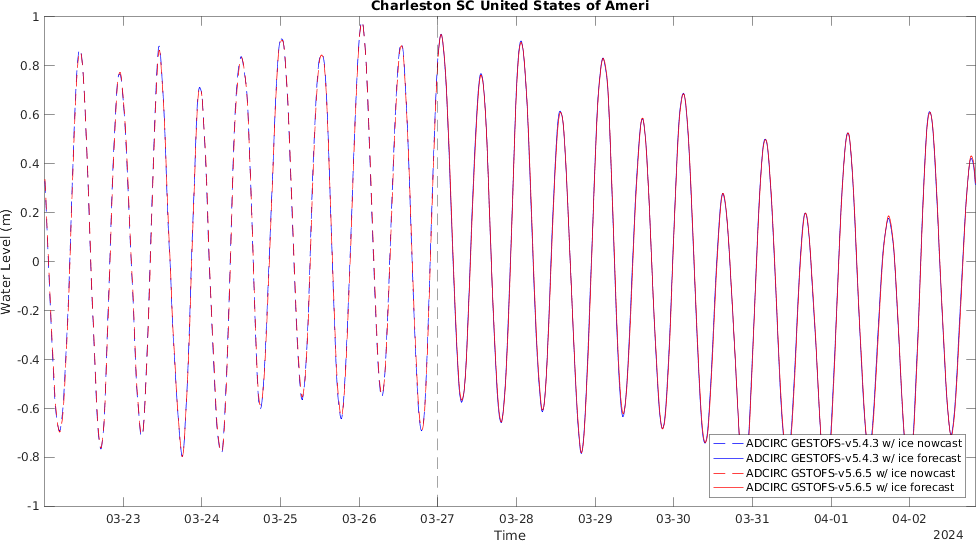 Charleston SC United States of Ameri
1
0.8
0.6
0.4
0.2
0
-0.2
-0.4
-0.6
-0.8
-1
Water Level (m)
ADCIRC GESTOFS-v5.4.3 w/ ice nowcast
ADCIRC GESTOFS-v5.4.3 w/ ice forecast
ADCIRC GSTOFS-v5.6.5 w/ ice nowcast
ADCIRC GSTOFS-v5.6.5 w/ ice forecast
03-23 03-24 03-25 03-26 03-27 03-28 03-29 03-30 03-31 04-01 04-02
Time
2024